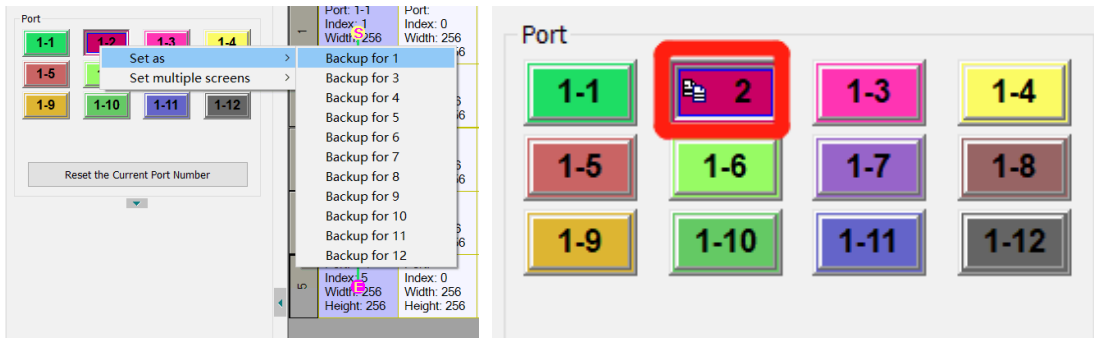 Port
1-1
1-2
1-3
1-4
1-5
1-9
1-10
1-11
1-12
Reset the Current Port Number
Set as
Set multiple screens
Backup for 1
Backup for 3
Backup for 4
Backup for 5
Backup for 6
Backup for 7
Backup for 8
Backup for 9
Backup for 10
Backup for 11
Backup for 12
Port: 1-1
Index: 1
Width: 256
S
Port:
Index: 0
Width: 256
5
Index: 5
Width: 256
Height: 256
E
Index: 0
Width: 256
Height: 256
Port
1-1
2
1-3
1-4
1-5
1-6
1-7
1-8
1-9
1-10
1-11
1-12